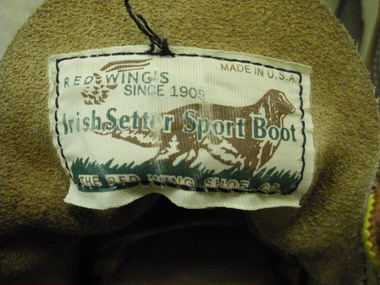 RED WING'S
SINCE 1905
MADE IN U.S.A.
Irish Setter Sport Boot
THE RED WING SHOE CO.